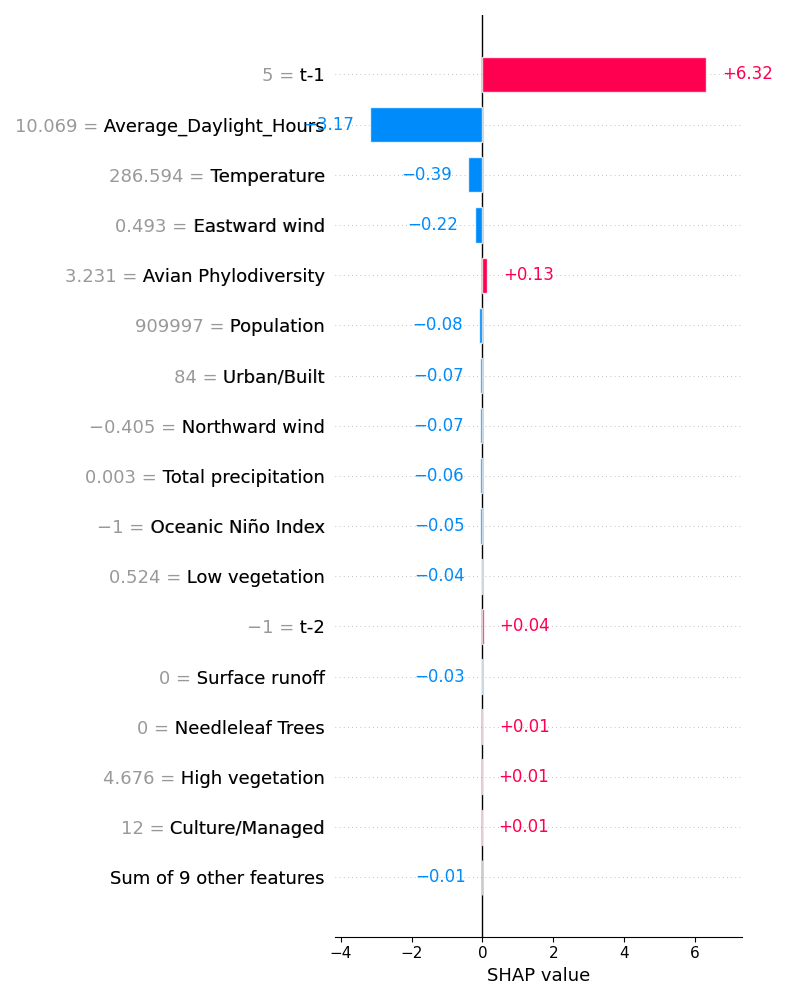 5 = t-1 +6.32
10.069 = Average_Daylight_Hours −3.17
286.594 = Temperature −0.39
0.493 = Eastward wind −0.22
3.231 = Avian Phylodiversity +0.13
909997 = Population −0.08
84 = Urban/Built −0.07
−0.405 = Northward wind −0.07
0.003 = Total precipitation −0.06
−1 = Oceanic Niño Index −0.05
0.524 = Low vegetation −0.04
−1 = t-2 +0.04
0 = Surface runoff −0.03
0 = Needleleaf Trees +0.01
4.676 = High vegetation +0.01
12 = Culture/Managed +0.01
Sum of 9 other features −0.01
−4 −2 0 2 4 6
SHAP value